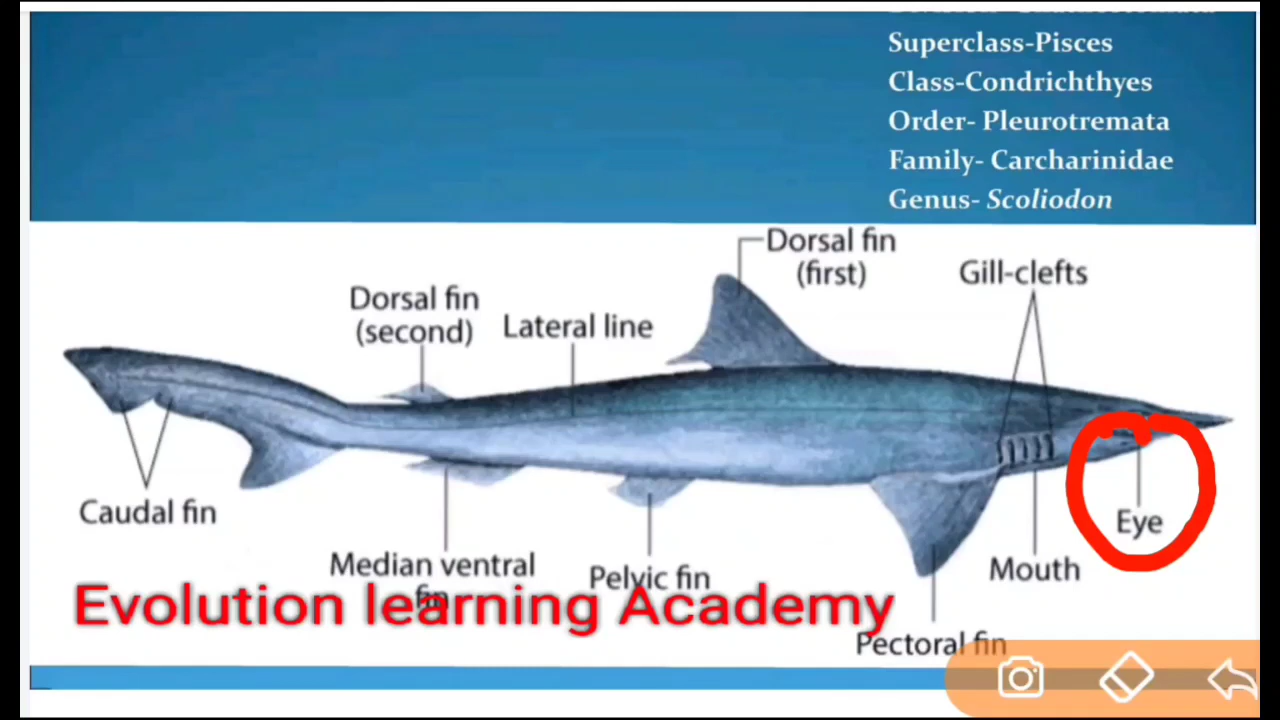 Superclass-Pisces
Class-Condrichthyes
Order- Pleurotremata
Family- Carcharinidae
Genus- Scoliodon
Dorsal fin
(first)
Gill-clefts
Dorsal fin
(second)
Lateral line
Caudal fin
Eye
Median ventral
fin
Pelvic fin
Mouth
Evolution learning Academy
Pectoral fin